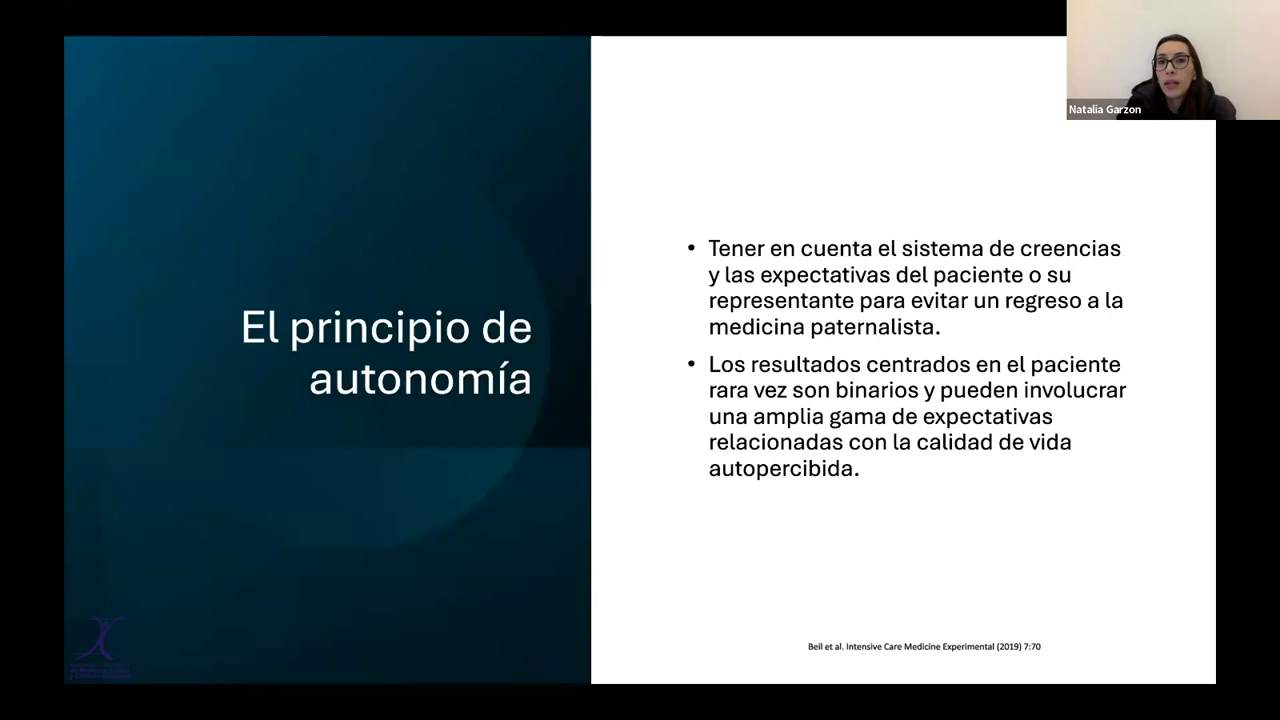 Natalia Garzon
El principio de
autonomía
• Tener en cuenta el sistema de creencias
y las expectativas del paciente o su
representante para evitar un regreso a la
medicina paternalista.
• Los resultados centrados en el paciente
rara vez son binarios y pueden involucrar
una amplia gama de expectativas
relacionadas con la calidad de vida
autopercibida.
Beil et al. Intensive Care Medicine Experimental (2019) 7:70